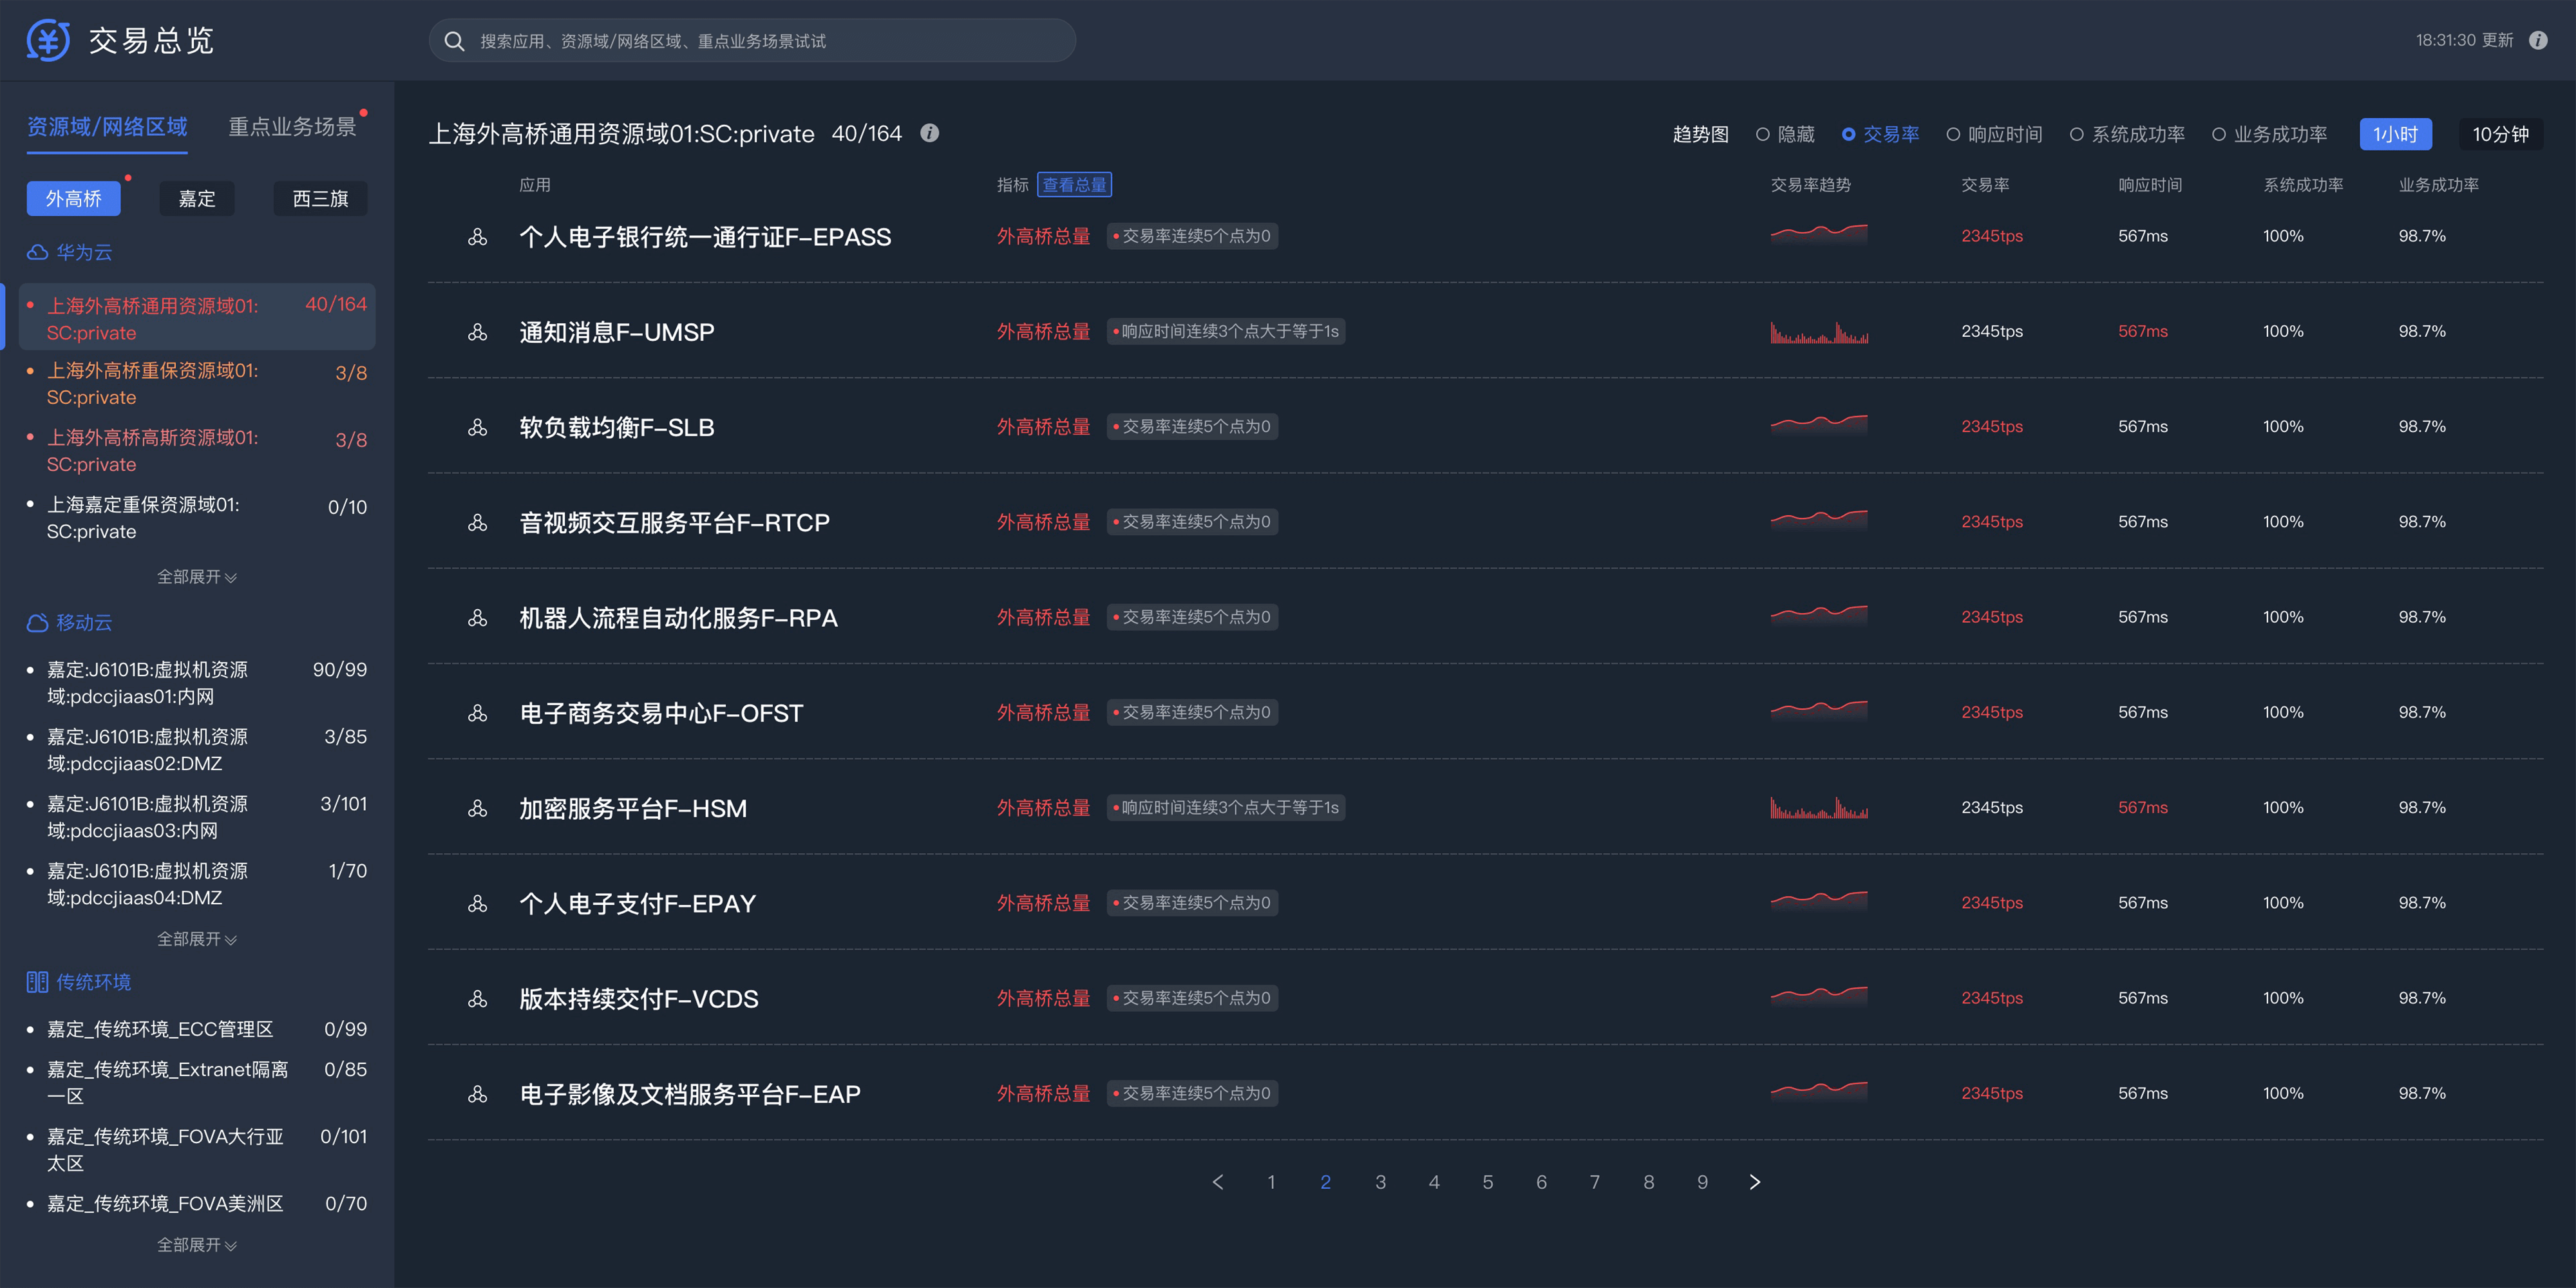 交易总览
搜索应用、资源域/网络区域、重点业务场景试试
18:31:30 更新
资源域/网络区域 重点业务场景
外高桥 嘉定 西三旗
华为云
上海外高桥通用资源域01: 40/164
SC:private
上海外高桥重保资源域01: 3/8
SC:private
上海外高桥高斯资源域01: 3/8
SC:private
上海嘉定重保资源域01: 0/10
SC:private
全部展开
移动云
嘉定:J6101B:虚拟机资源 90/99
域:pdccjiaas01:内网
嘉定:J6101B:虚拟机资源 3/85
域:pdccjiaas02:DMZ
嘉定:J6101B:虚拟机资源 3/101
域:pdccjiaas03:内网
嘉定:J6101B:虚拟机资源 1/70
域:pdccjiaas04:DMZ
全部展开
传统环境
嘉定_传统环境_ECC管理区 0/99
嘉定_传统环境_Extranet隔离 0/85
一区
嘉定_传统环境_FOVA大行亚 0/101
太区
嘉定_传统环境_FOVA美洲区 0/70
全部展开
上海外高桥通用资源域01:SC:private 40/164
趋势图 隐藏 交易率 响应时间 系统成功率 业务成功率 1小时 10分钟
应用 指标 查看总量 交易率趋势 交易率 响应时间 系统成功率 业务成功率
个人电子银行统一通行证F-EPASS 外高桥总量 交易率连续5个点为0 2345tps 567ms 100% 98.7%
通知消息F-UMSP 外高桥总量 响应时间连续3个点大于等于1s 2345tps 567ms 100% 98.7%
软负载均衡F-SLB 外高桥总量 交易率连续5个点为0 2345tps 567ms 100% 98.7%
音视频交互服务平台F-RTCP 外高桥总量 交易率连续5个点为0 2345tps 567ms 100% 98.7%
机器人流程自动化服务F-RPA 外高桥总量 交易率连续5个点为0 2345tps 567ms 100% 98.7%
电子商务交易中心F-OFST 外高桥总量 交易率连续5个点为0 2345tps 567ms 100% 98.7%
加密服务平台F-HSM 外高桥总量 响应时间连续3个点大于等于1s 2345tps 567ms 100% 98.7%
个人电子支付F-EPAY 外高桥总量 交易率连续5个点为0 2345tps 567ms 100% 98.7%
版本持续交付F-VCDS 外高桥总量 交易率连续5个点为0 2345tps 567ms 100% 98.7%
电子影像及文档服务平台F-EAP 外高桥总量 交易率连续5个点为0 2345tps 567ms 100% 98.7%
1 2 3 4 5 6 7 8 9